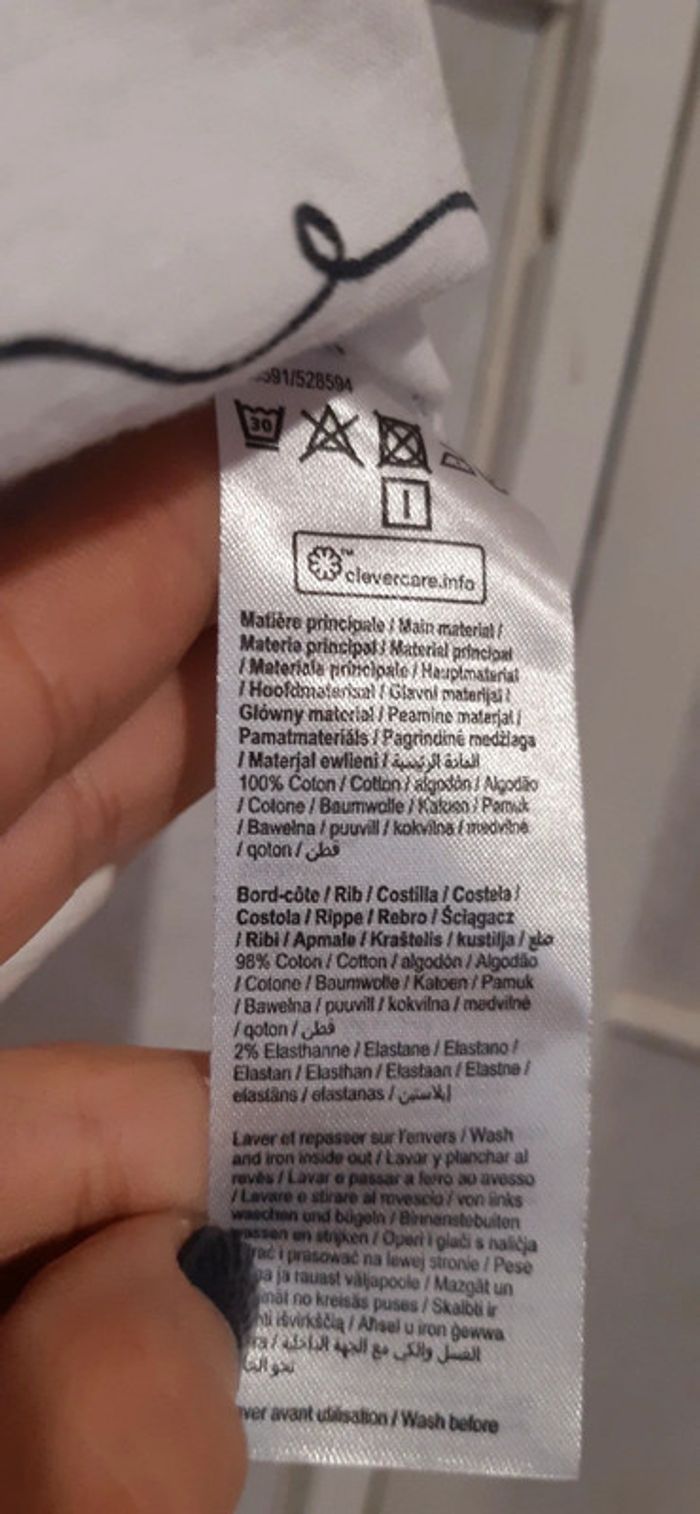 591/528594
30
clevercare.info
Matière principale / Main material /
Materia principal / Material principal
/ Materiale principale / Hauptmaterial
/ Hoofdmateriaal / Glavni materijal /
Główny materiał / Peamine materjal /
Pamatmateriāls / Pagrindinė medžiaga
/ Materjal ewlieni / المادة الرئيسية
100% Coton / Cotton / algodón / Algodão
/ Cotone / Baumwolle / Katoen / Pamuk
/ Bawełna / puuvill / kokvilna / medvilnė
/ qoton / قطن
Bord-côte / Rib / Costilla / Costela /
Costola / Rippe / Rebro / Ściągacz
/ Ribi / Apmale / Kraštelis / kustilja / ضلع
98% Coton / Cotton / algodón / Algodão
/ Cotone / Baumwolle / Katoen / Pamuk
/ Bawełna / puuvill / kokvilna / medvilnė
/ qoton / قطن
2% Elasthanne / Elastane / Elastano /
Elastan / Elasthan / Elastaan / Elastne /
elastāns / elastanas / إيلاستين
Laver et repasser sur l'envers / Wash
and iron inside out / Lavar y planchar al
revés / Lavar e passar a ferro ao avesso
/ Lavare e stirare al rovescio / von links
waschen und bügeln / Binnenstebuiten
wassen en strijken / Operi i glači s naličja
i prasować na lewej stronie / Pese
ja rauast väljapoole / Mazgāt un
no kreisās puses / Skalbti ir
išvirkščią / Aħsel u iron ġewwa
/ الغسل والكي مع الجهة الداخلية
نحو
avant utilisation / Wash before